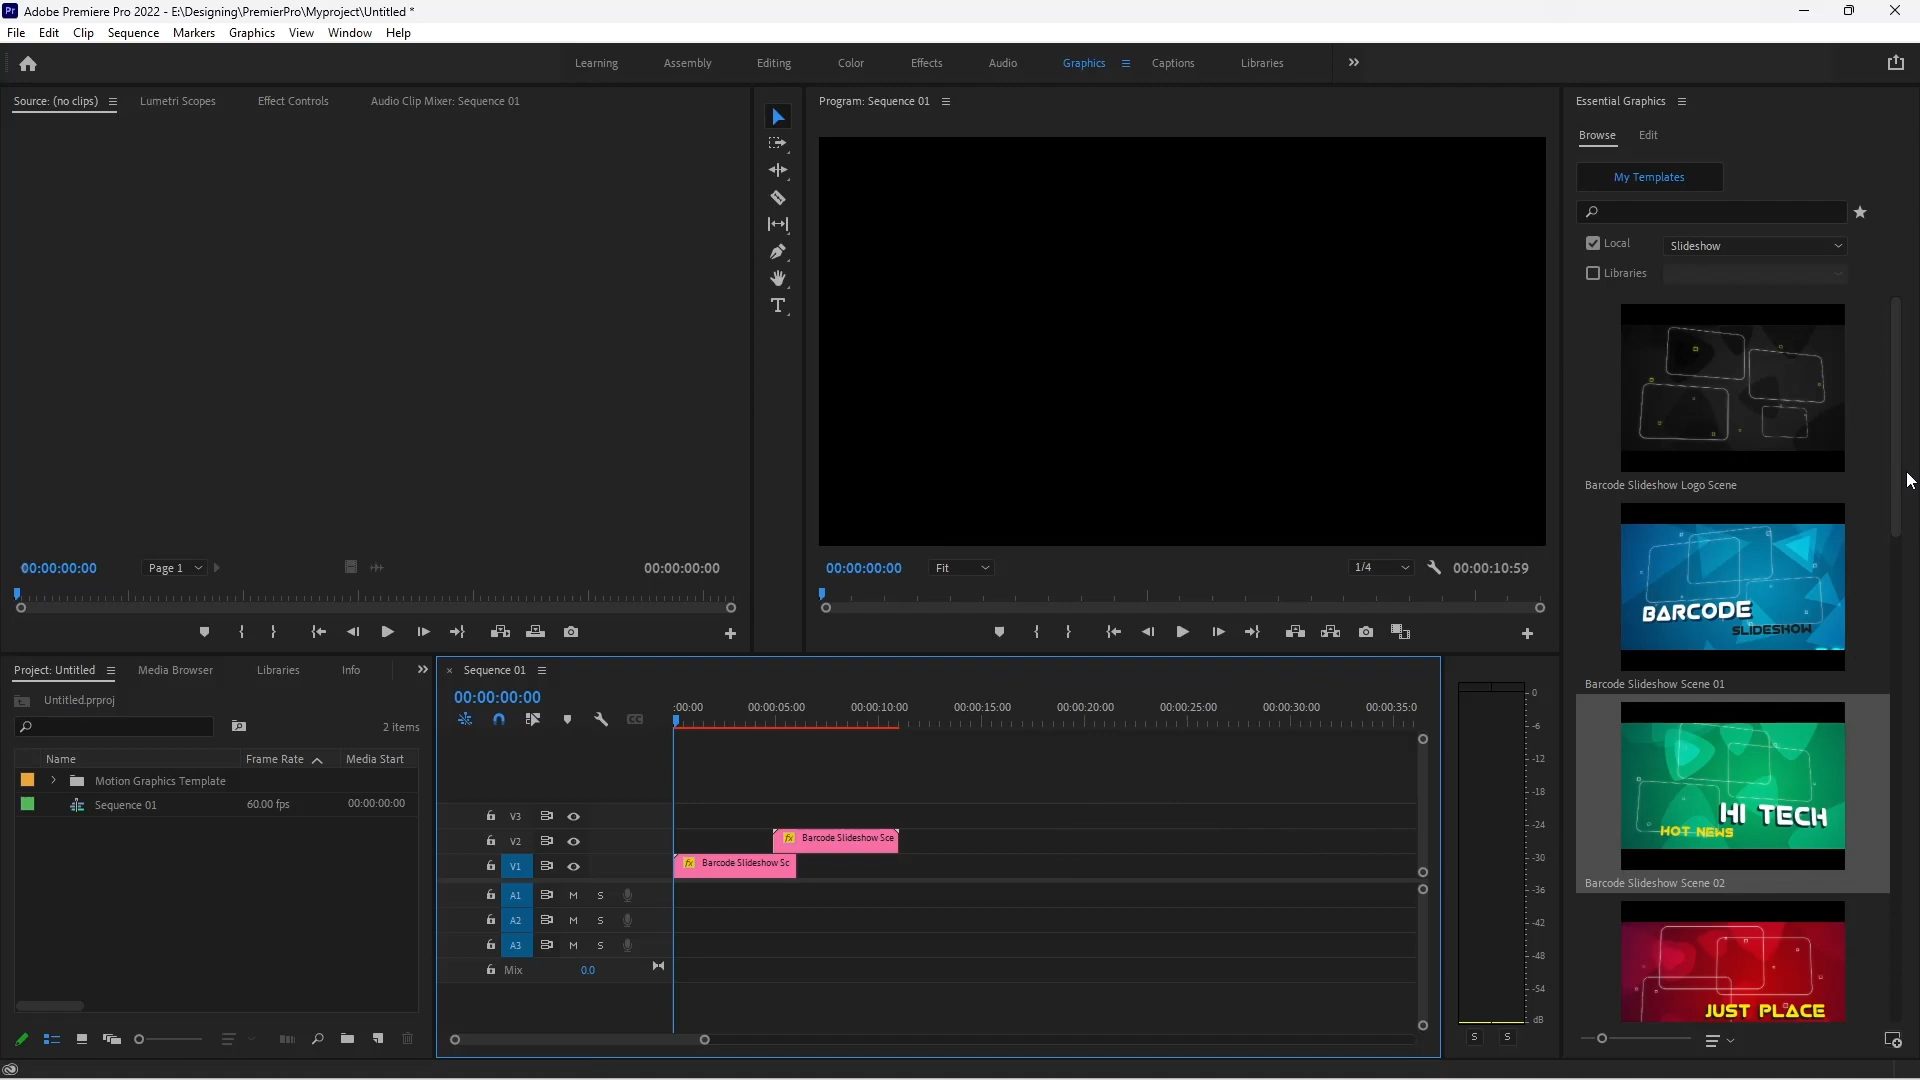 Pr Adobe Premiere Pro 2022 - E:\Designing\PremierPro\Myproject\Untitled *
File Edit Clip Sequence Markers Graphics View Window Help
Learning Assembly Editing Color Effects Audio Graphics Captions Libraries
Source: (no clips) Lumetri Scopes Effect Controls Audio Clip Mixer: Sequence 01
Program: Sequence 01
Essential Graphics
Browse Edit
My Templates
Local Slideshow
Libraries
Barcode Slideshow Logo Scene
BARCODE
SLIDESHOW
Barcode Slideshow Scene 01
HI TECH
HOT NEWS
Barcode Slideshow Scene 02
JUST PLACE
00:00:00:00 Page 1 00:00:00:00
00:00:00:00 Fit 1/4 00:00:10:59
Project: Untitled Media Browser Libraries Info
Untitled.prproj
2 items
Name Frame Rate Media Start
Motion Graphics Template
Sequence 01 60.00 fps 00:00:00:00
× Sequence 01
00:00:00:00
:00:00 00:00:05:00 00:00:10:00 00:00:15:00 00:00:20:00 00:00:25:00 00:00:30:00 00:00:35:0
CC
V3
V2 fx Barcode Slideshow Sce
V1 fx Barcode Slideshow Sc
A1 M S
A2 M S
A3 M S
Mix 0.0
0
-6
-12
-18
-24
-30
-36
-42
-48
-54
dB
S S